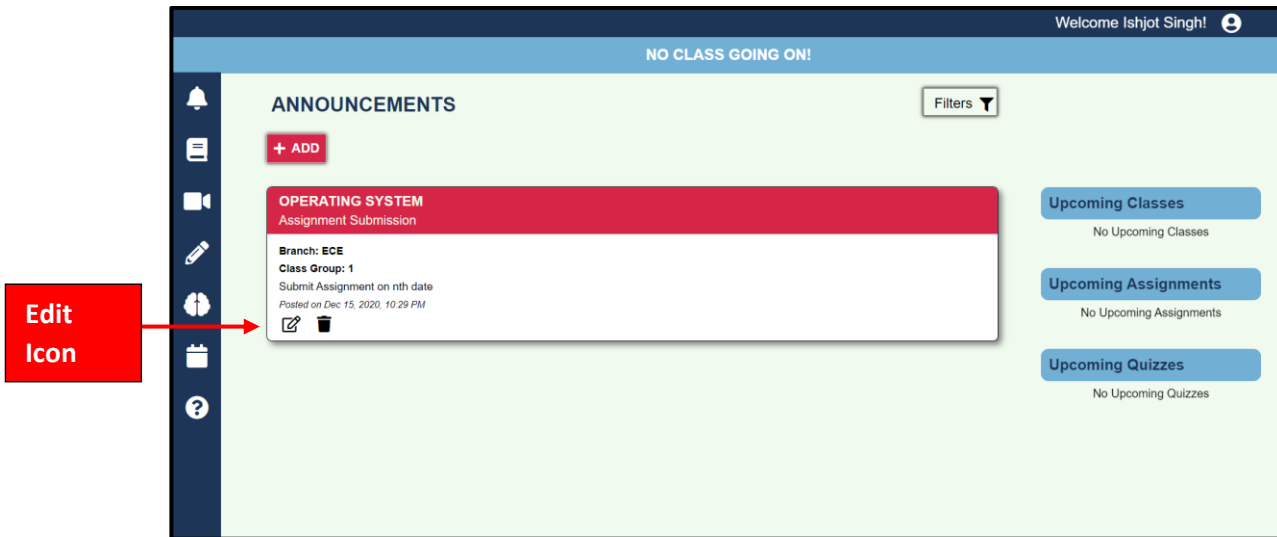 Welcome Ishjot Singh!
NO CLASS GOING ON!
ANNOUNCEMENTS
Filters
+ ADD
OPERATING SYSTEM
Assignment Submission
Branch: ECE
Class Group: 1
Submit Assignment on nth date
Posted on Dec 15, 2020, 10:29 PM
Upcoming Classes
No Upcoming Classes
Upcoming Assignments
No Upcoming Assignments
Upcoming Quizzes
No Upcoming Quizzes
Edit
Icon